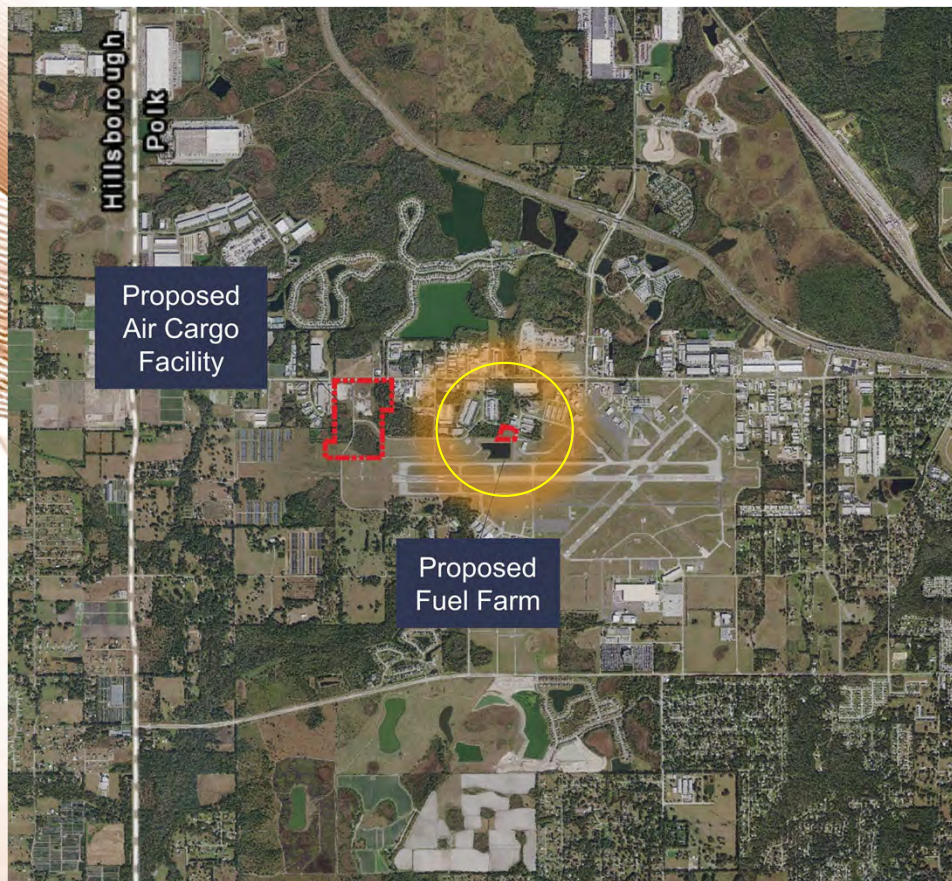 Hillsborough
Polk
Proposed
Air Cargo
Facility
Proposed
Fuel Farm